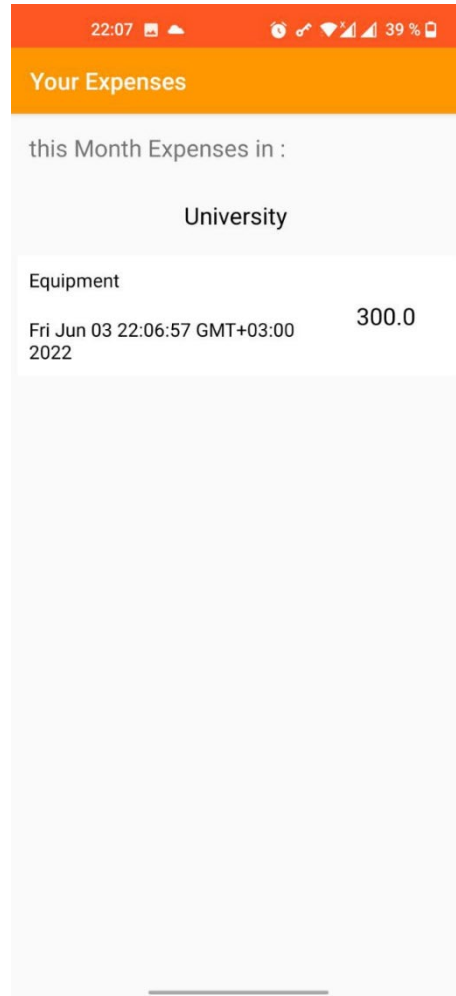 22:07 39 %
Your Expenses
this Month Expenses in :
University
Equipment
300.0
Fri Jun 03 22:06:57 GMT+03:00
2022